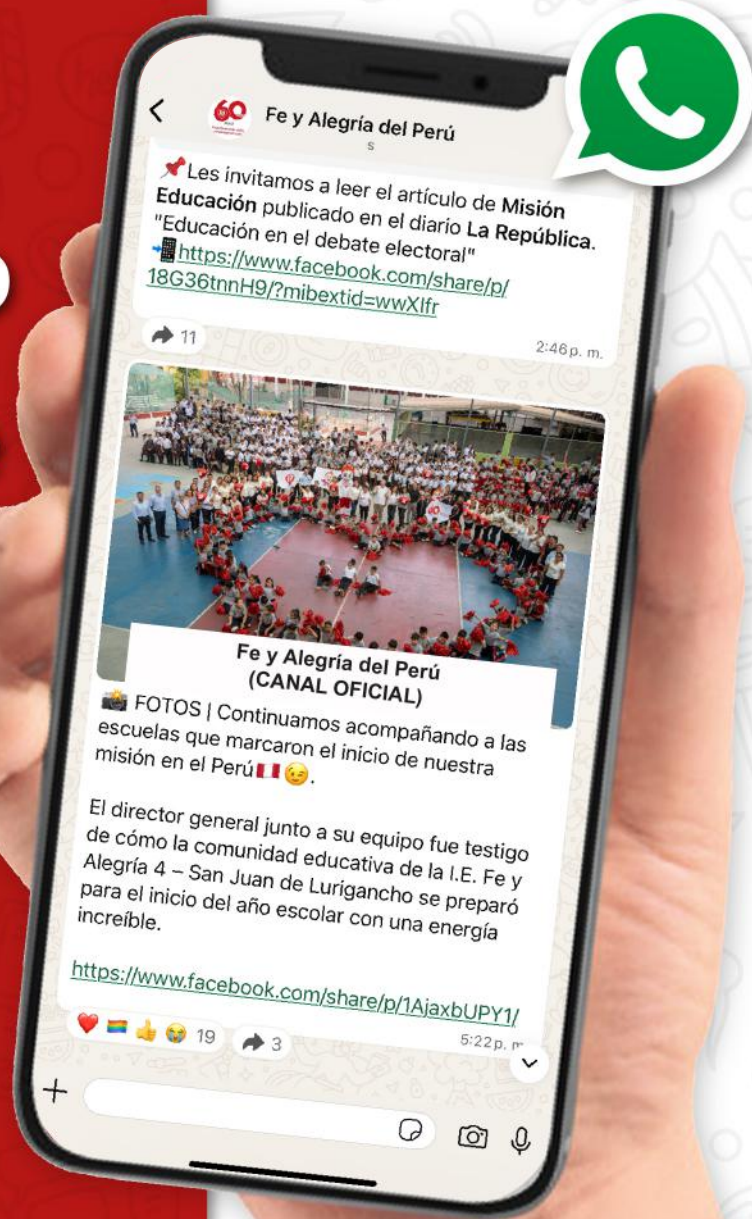 60
Fe y Alegría del Perú
s
📌Les invitamos a leer el artículo de Misión
Educación publicado en el diario La República.
"Educación en el debate electoral"
📲https://www.facebook.com/share/p/
18G36tnnH9/?mibextid=wwXIfr
11
2:46 p. m.
Fe y Alegría del Perú
(CANAL OFICIAL)
📸 FOTOS | Continuamos acompañando a las
escuelas que marcaron el inicio de nuestra
misión en el Perú🇵🇪😉.
El director general junto a su equipo fue testigo
de cómo la comunidad educativa de la I.E. Fe y
Alegría 4 – San Juan de Lurigancho se preparó
para el inicio del año escolar con una energía
increíble.
https://www.facebook.com/share/p/1AjaxbUPY1/
❤️ 🏳️‍🌈 👍 😭 19
3
5:22 p. m